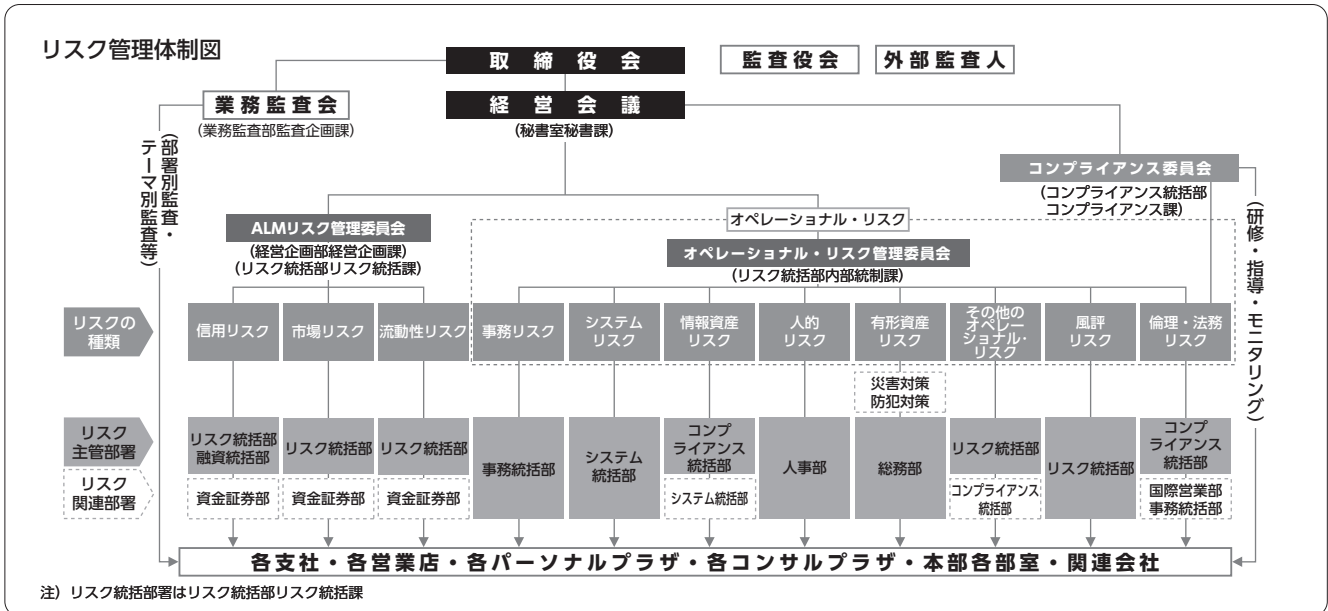 リスク管理体制図
取締役会
監査役会
外部監査人
業務監査会
(業務監査部監査企画課)
経営会議
(秘書室秘書課)
(部署別監査・
テーマ別監査等)
コンプライアンス委員会
(コンプライアンス統括部
コンプライアンス課)
(研修・指導・モニタリング)
ALMリスク管理委員会
(経営企画部経営企画課)
(リスク統括部リスク統括課)
オペレーショナル・リスク
オペレーショナル・リスク管理委員会
(リスク統括部内部統制課)
リスクの
種類
信用リスク
市場リスク
流動性リスク
事務リスク
システム
リスク
情報資産
リスク
人的
リスク
有形資産
リスク
その他の
オペレー
ショナル・
リスク
風評
リスク
倫理・法務
リスク
災害対策
防犯対策
リスク
主管部署
リスク統括部
融資統括部
リスク統括部
リスク統括部
事務統括部
システム
統括部
コンプ
ライアンス
統括部
人事部
総務部
リスク統括部
リスク統括部
コンプ
ライアンス
統括部
リスク
関連部署
資金証券部
資金証券部
資金証券部
システム統括部
コンプライアンス
統括部
国際営業部
事務統括部
各支社・各営業店・各パーソナルプラザ・各コンサルプラザ・本部各部室・関連会社
注) リスク統括部署はリスク統括部リスク統括課